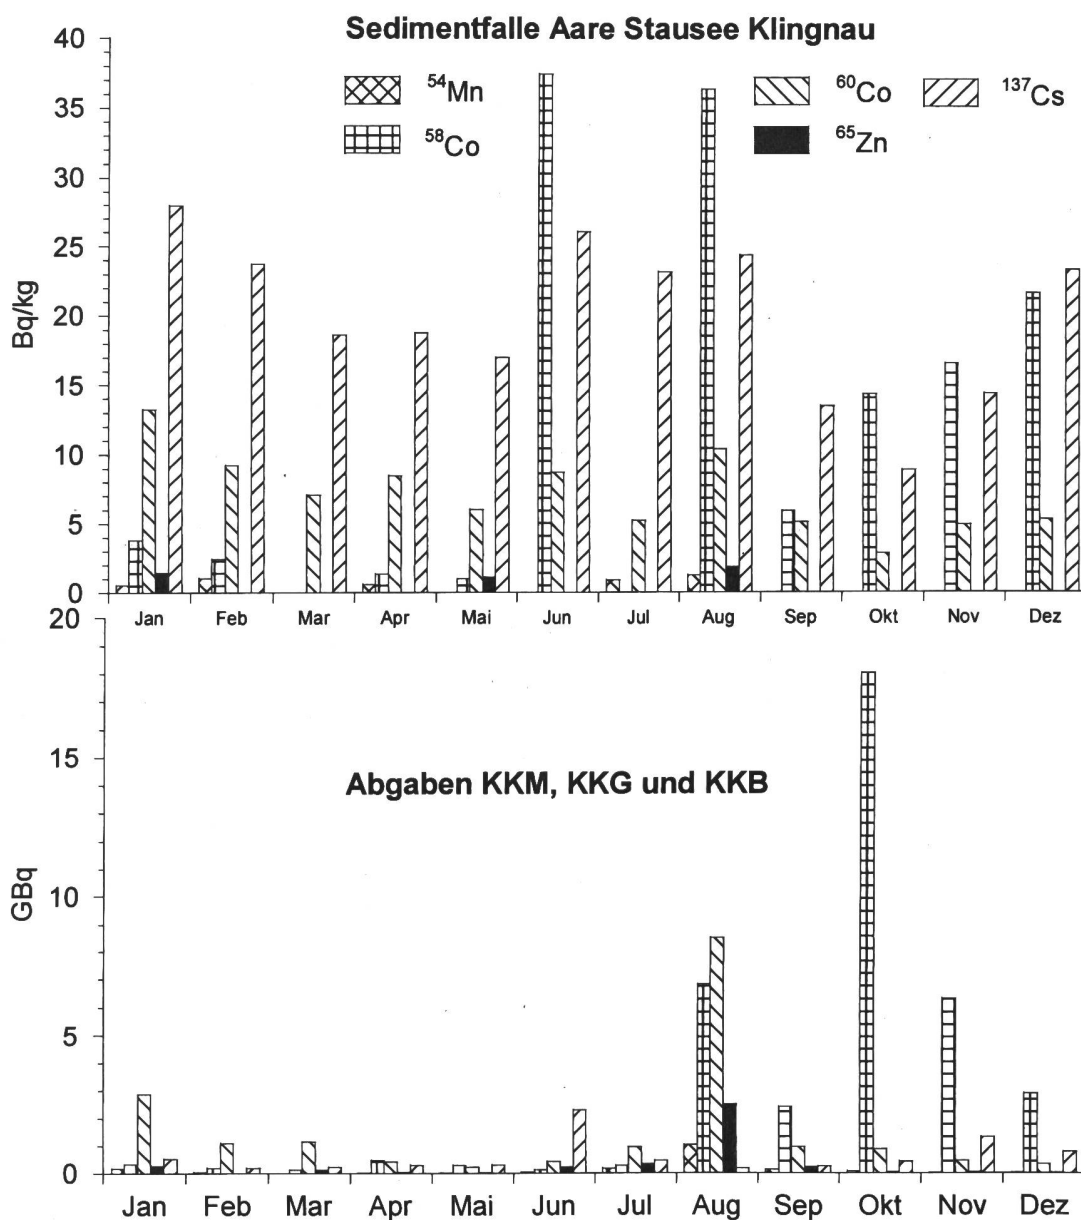 Sedimentfalle Aare Stausee Klingnau
⁵⁴Mn
⁶⁰Co
¹³⁷Cs
⁵⁸Co
⁶⁵Zn
Bq/kg
40
35
30
25
20
15
10
5
0
Jan Feb Mar Apr Mai Jun Jul Aug Sep Okt Nov Dez
Abgaben KKM, KKG und KKB
GBq
20
15
10
5
0
Jan Feb Mar Apr Mai Jun Jul Aug Sep Okt Nov Dez